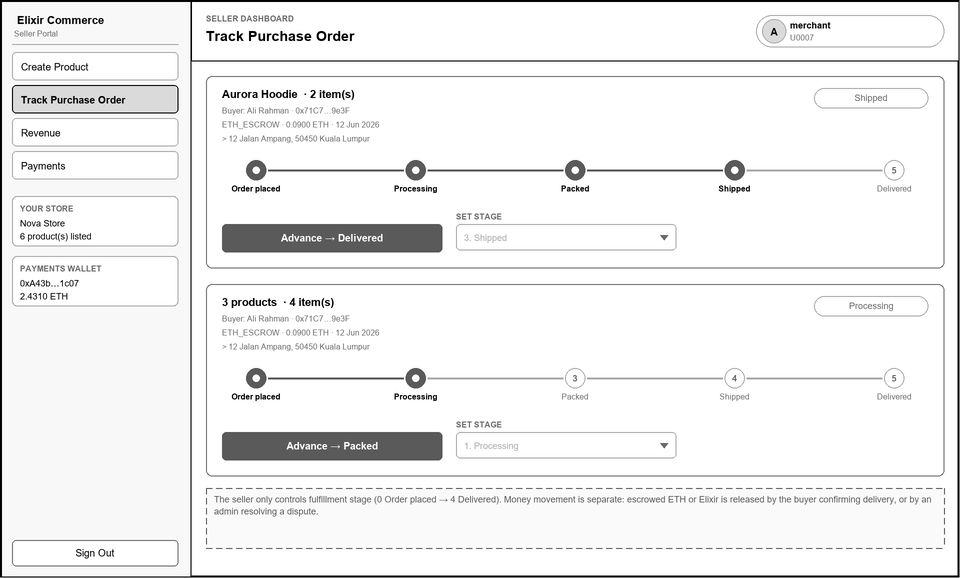 Elixir Commerce
Seller Portal
Create Product
Track Purchase Order
Revenue
Payments
YOUR STORE
Nova Store
6 product(s) listed
PAYMENTS WALLET
0xA43b…1c07
2.4310 ETH
Sign Out
SELLER DASHBOARD
Track Purchase Order
A
merchant
U0007
Aurora Hoodie · 2 item(s)
Shipped
Buyer: Ali Rahman · 0x71C7…9e3F
ETH_ESCROW · 0.0900 ETH · 12 Jun 2026
> 12 Jalan Ampang, 50450 Kuala Lumpur
5
Order placed Processing Packed Shipped Delivered
SET STAGE
Advance → Delivered
3. Shipped
3 products · 4 item(s)
Processing
Buyer: Ali Rahman · 0x71C7…9e3F
ETH_ESCROW · 0.0900 ETH · 12 Jun 2026
> 12 Jalan Ampang, 50450 Kuala Lumpur
3 4 5
Order placed Processing Packed Shipped Delivered
SET STAGE
Advance → Packed
1. Processing
The seller only controls fulfillment stage (0 Order placed → 4 Delivered). Money movement is separate: escrowed ETH or Elixir is released by the buyer confirming delivery, or by an
admin resolving a dispute.